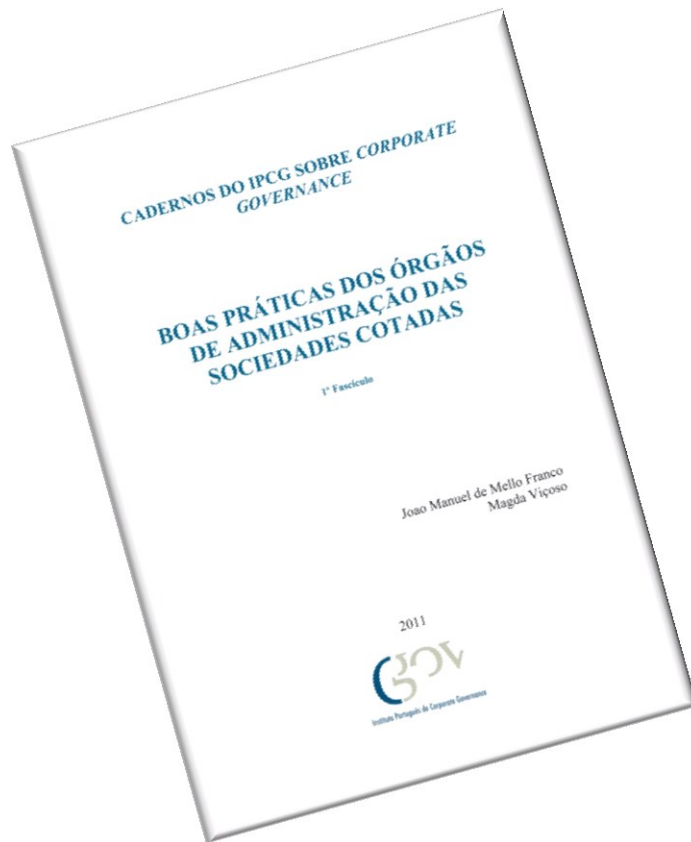 CADERNOS DO IPCG SOBRE CORPORATE
GOVERNANCE
BOAS PRÁTICAS DOS ÓRGÃOS
DE ADMINISTRAÇÃO DAS
SOCIEDADES COTADAS
1º Fascículo
Joao Manuel de Mello Franco
Magda Viçoso
2011
Cgov
Instituto Português de Corporate Governance